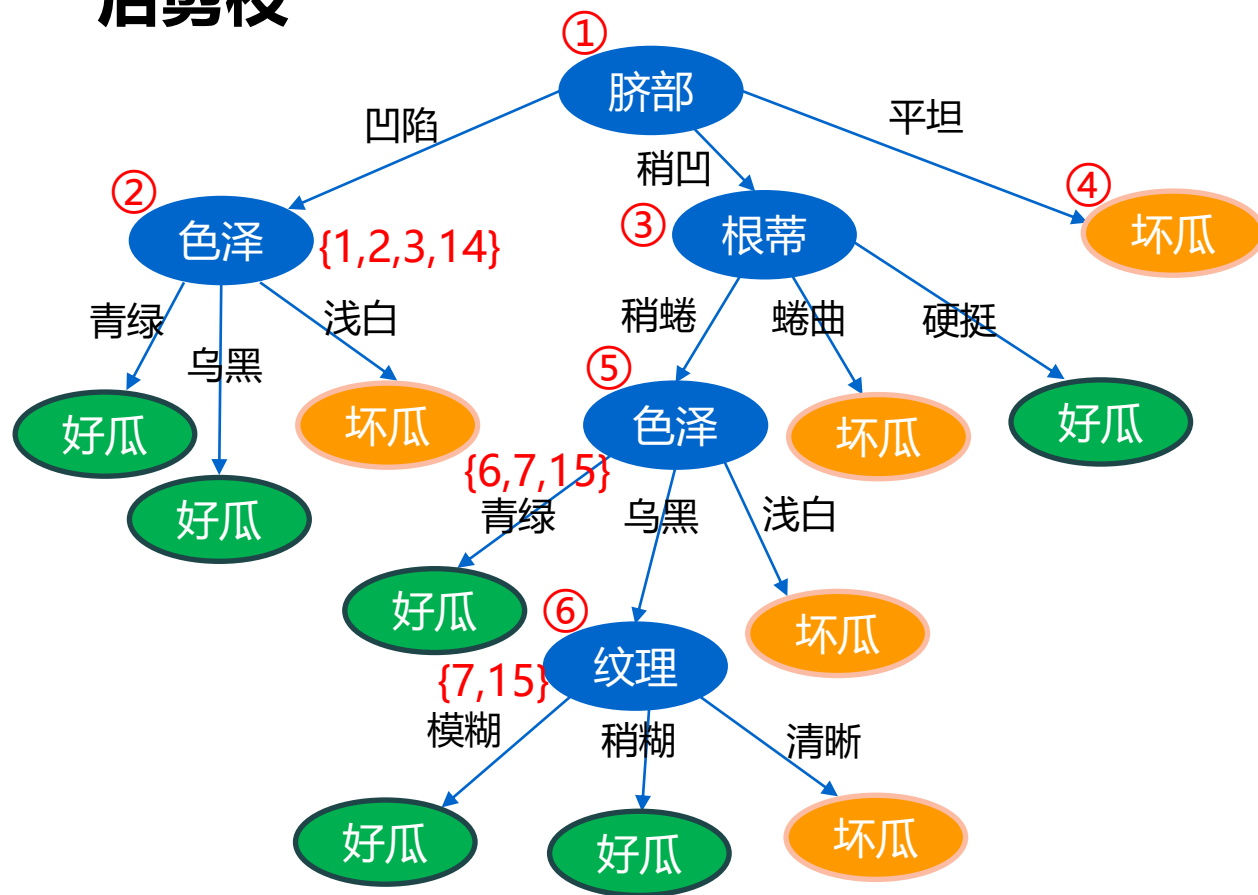 后剪枝
①
脐部
凹陷
稍凹
平坦
②
色泽
{1,2,3,14}
③
根蒂
④
坏瓜
青绿
乌黑
浅白
稍蜷
蜷曲
硬挺
好瓜
好瓜
坏瓜
⑤
色泽
坏瓜
好瓜
{6,7,15}
青绿
乌黑
浅白
好瓜
⑥
纹理
坏瓜
{7,15}
模糊
稍糊
清晰
好瓜
好瓜
坏瓜